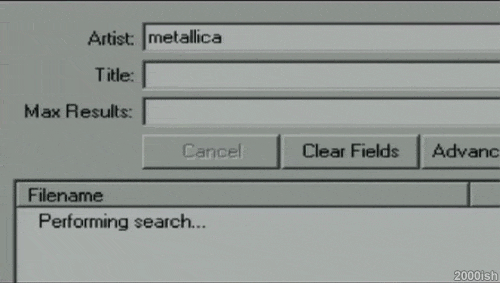 Artist: metallica
Title:
Max Results:
Cancel Clear Fields Advanc
Filename
Performing search...
2000ish